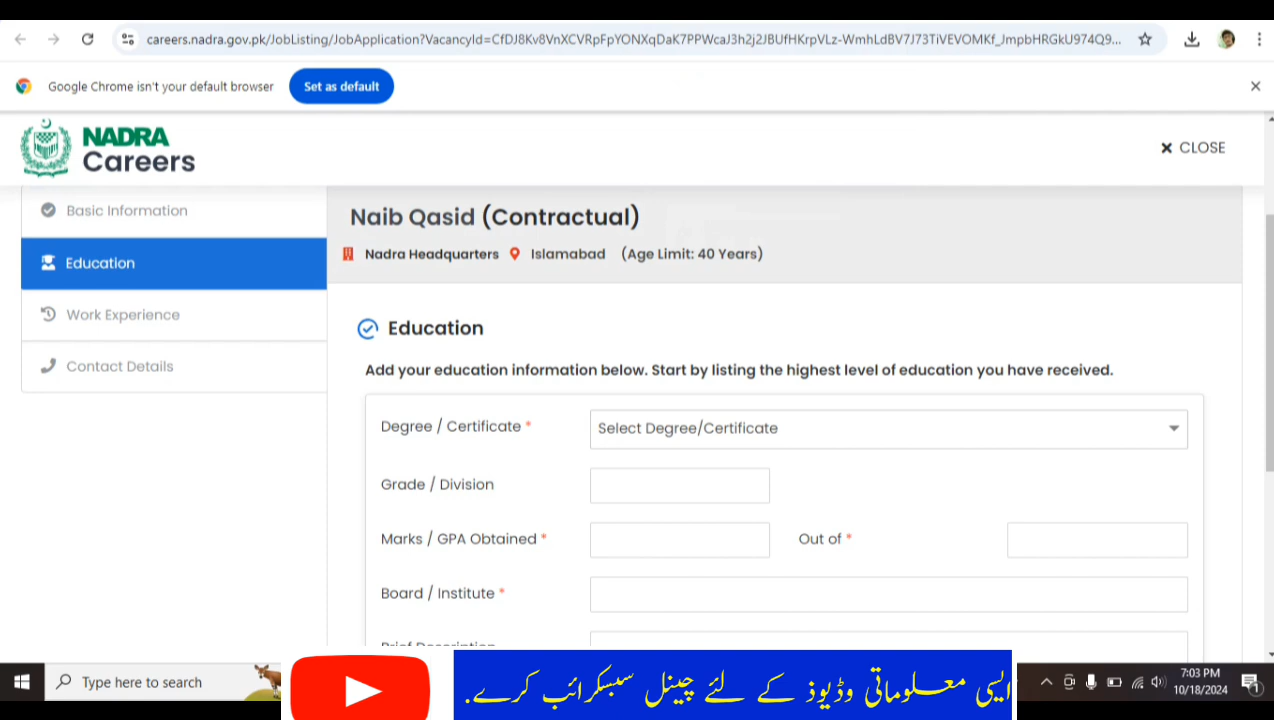 careers.nadra.gov.pk/JobListing/JobApplication?VacancyId=CfDJ8Kv8VnXCVRpFpYONXqDaK7PPWcaJ3h2j2JBUfHKrpVLz-WmhLdBV7J73TiVEVOMKf_JmpbHRGkU974Q9...
Google Chrome isn't your default browser
Set as default
NADRA
Careers
CLOSE
Basic Information
Education
Work Experience
Contact Details
Naib Qasid (Contractual)
Nadra Headquarters Islamabad (Age Limit: 40 Years)
Education
Add your education information below. Start by listing the highest level of education you have received.
Degree / Certificate * Select Degree/Certificate
Grade / Division
Marks / GPA Obtained * Out of *
Board / Institute *
Brief Description
Type here to search
ایسی معلوماتی وڈیوذ کے لئے چینل سبسکرائب کرے.
7:03 PM
10/18/2024
1